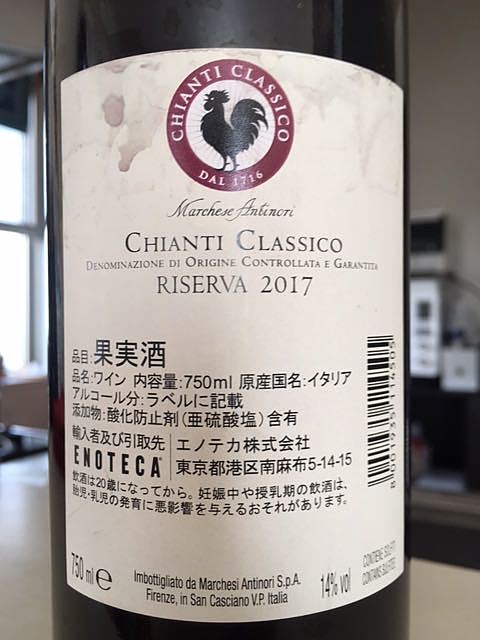 CHIANTI CLASSICO
DAL 1716
Marchese Antinori
CHIANTI CLASSICO
DENOMINAZIONE DI ORIGINE CONTROLLATA E GARANTITA
RISERVA 2017
品目:果実酒
品名:ワイン 内容量:750ml 原産国名:イタリア
アルコール分:ラベルに記載
添加物:酸化防止剤(亜硫酸塩)含有
輸入者及び引取先 エノテカ株式会社
ENOTECA 東京都港区南麻布5-14-15
飲酒は20歳になってから。妊娠中や授乳期の飲酒は、
胎児・乳児の発育に悪影響を与えるおそれがあります。
8 001935 114505
750 ml e
Imbottigliato da Marchesi Antinori S.p.A.
Firenze, in San Casciano V.P. Italia
14% vol
CONTIENE SOLFITI
CONTAINS SULFITES